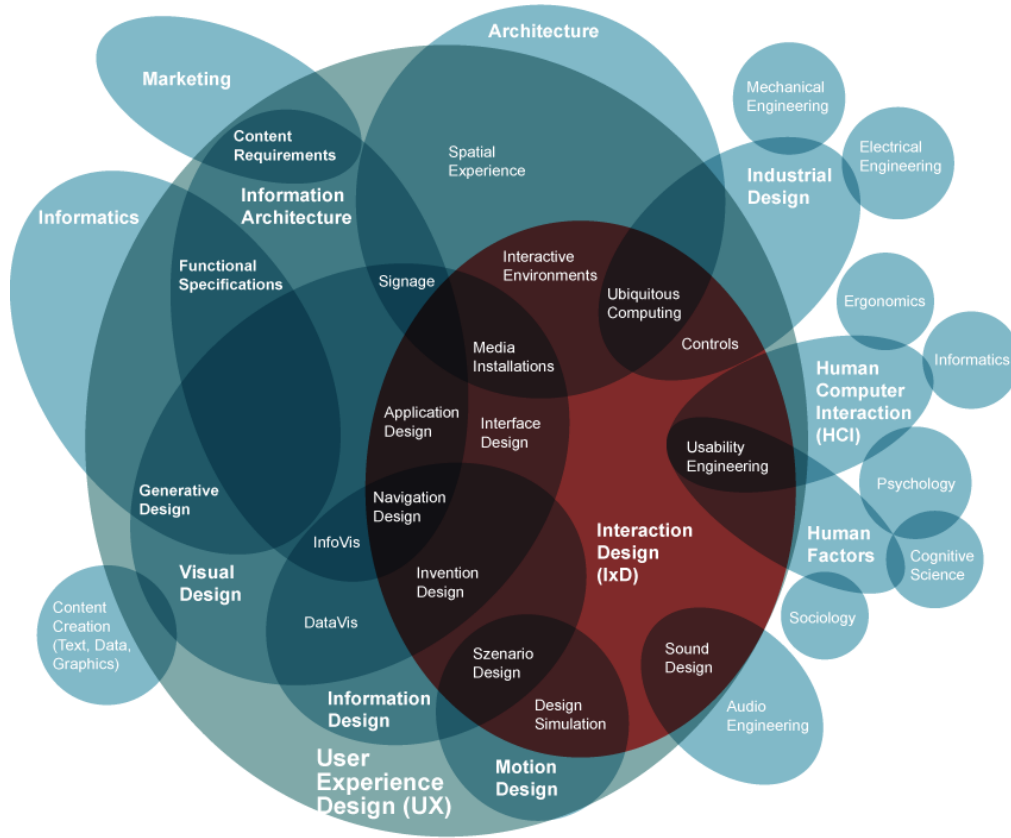 Architecture
Marketing
Mechanical
Engineering
Content
Requirements
Electrical
Engineering
Spatial
Experience
Industrial
Design
Information
Architecture
Informatics
Interactive
Environments
Functional
Specifications
Signage
Ubiquitous
Computing
Ergonomics
Controls
Media
Installations
Informatics
Human
Computer
Interaction
(HCI)
Application
Design
Interface
Design
Usability
Engineering
Psychology
Generative
Design
Navigation
Design
InfoVis
Interaction
Design
(IxD)
Human
Factors
Cognitive
Science
Visual
Design
Invention
Design
Content
Creation
(Text, Data,
Graphics)
DataVis
Sociology
Szenario
Design
Sound
Design
Information
Design
Design
Simulation
Audio
Engineering
User
Experience
Design (UX)
Motion
Design